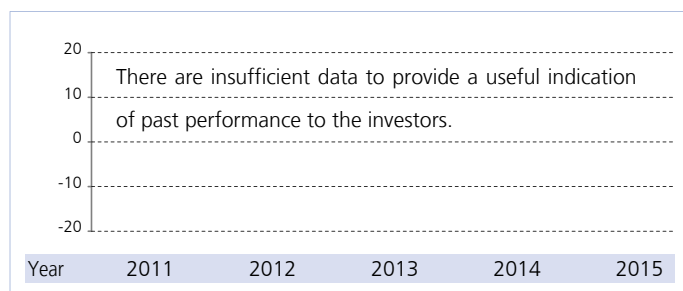 20
There are insufficient data to provide a useful indication
10
of past performance to the investors.
0
-10
-20
Year 2011 2012 2013 2014 2015